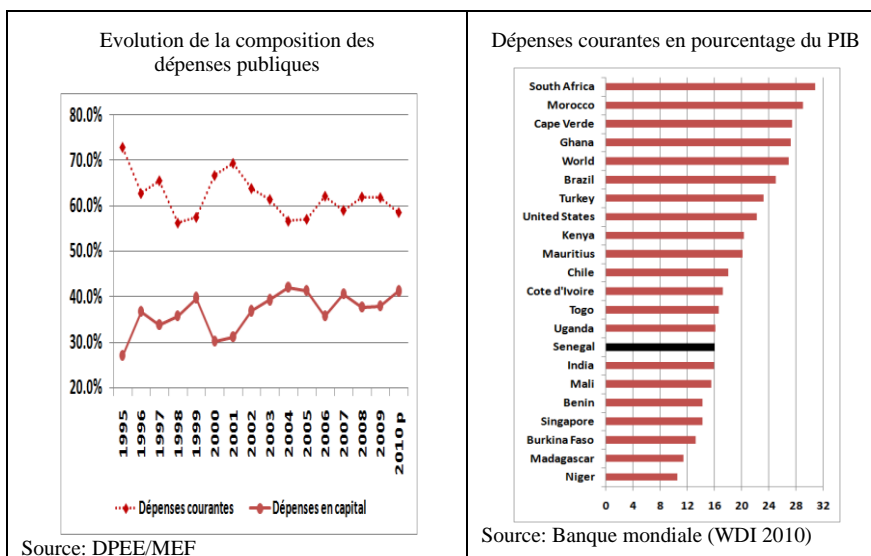 Evolution de la composition des
dépenses publiques
80.0%
70.0%
60.0%
50.0%
40.0%
30.0%
20.0%
1995
1996
1997
1998
1999
2000
2001
2002
2003
2004
2005
2006
2007
2008
2009
2010 p
Dépenses courantes Dépenses en capital
Source: DPEE/MEF
Dépenses courantes en pourcentage du PIB
South Africa
Morocco
Cape Verde
Ghana
World
Brazil
Turkey
United States
Kenya
Mauritius
Chile
Cote d'Ivoire
Togo
Uganda
Senegal
India
Mali
Benin
Singapore
Burkina Faso
Madagascar
Niger
0 4 8 12 16 20 24 28 32
Source: Banque mondiale (WDI 2010)